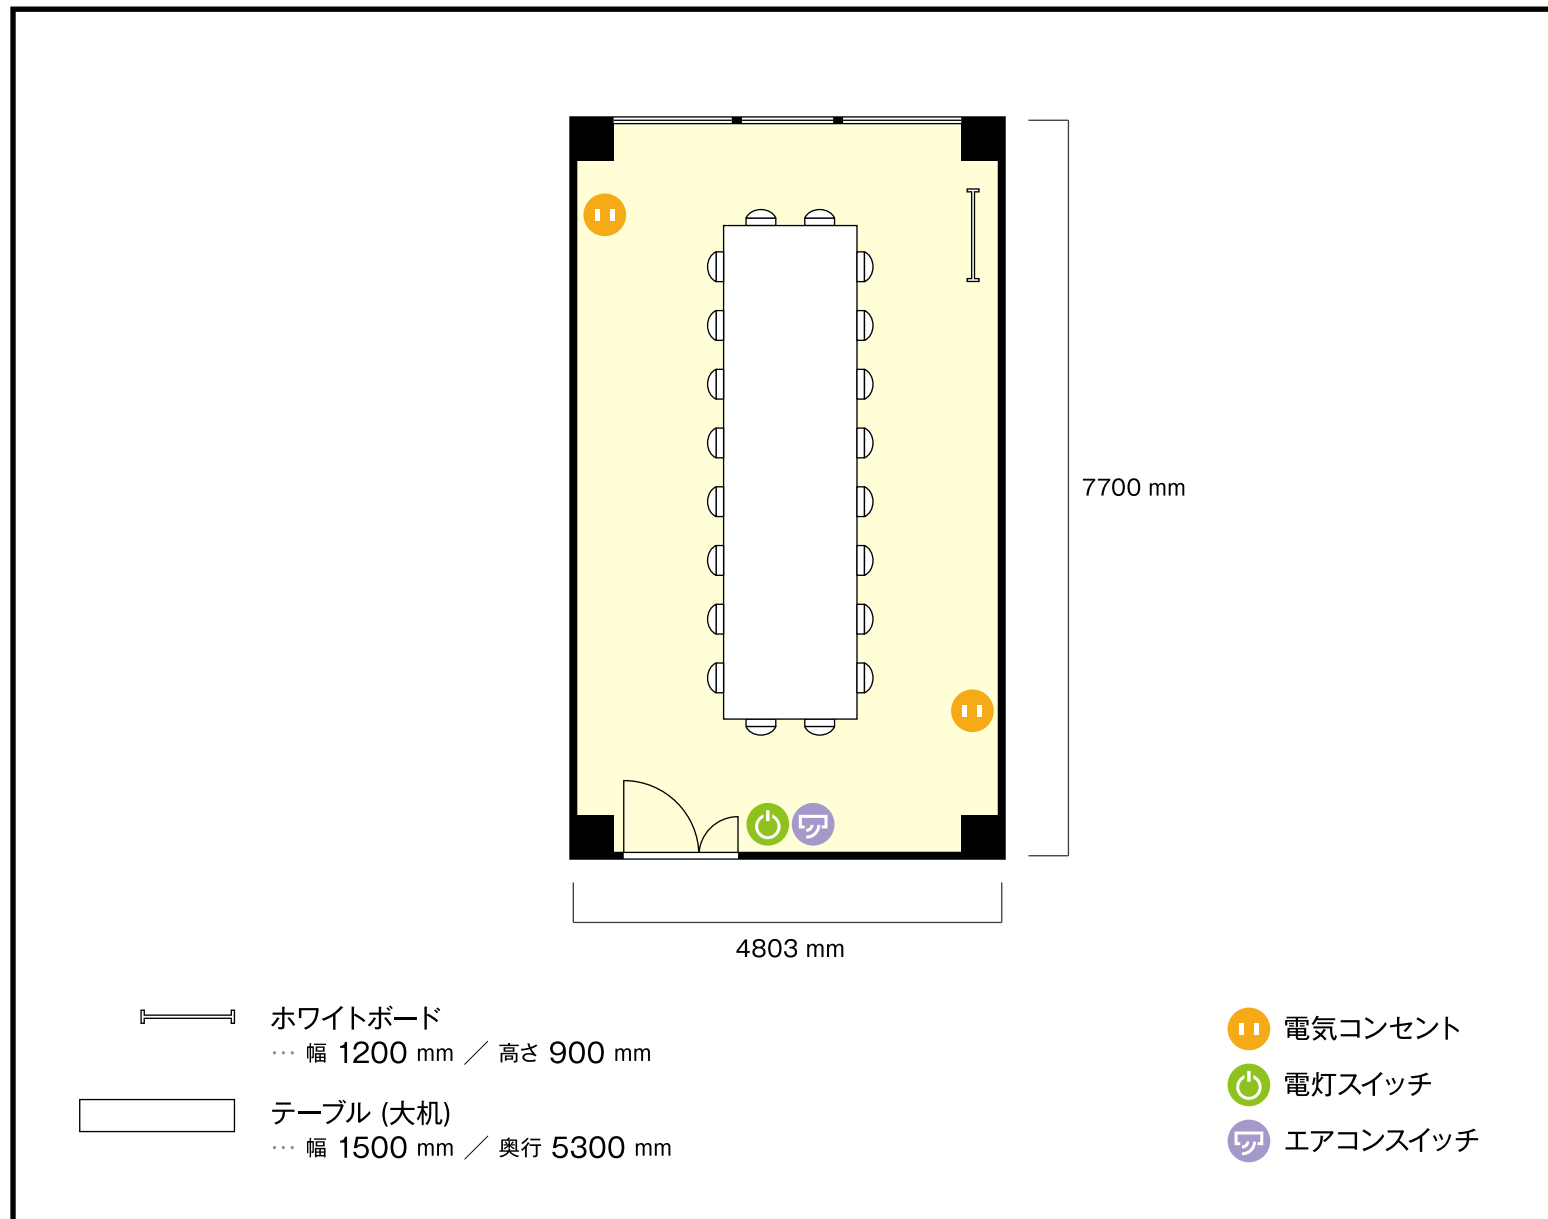 7700 mm
4803 mm
ホワイトボード
… 幅 1200 mm ／ 高さ 900 mm
テーブル (大机)
… 幅 1500 mm ／ 奥行 5300 mm
電気コンセント
電灯スイッチ
エアコンスイッチ